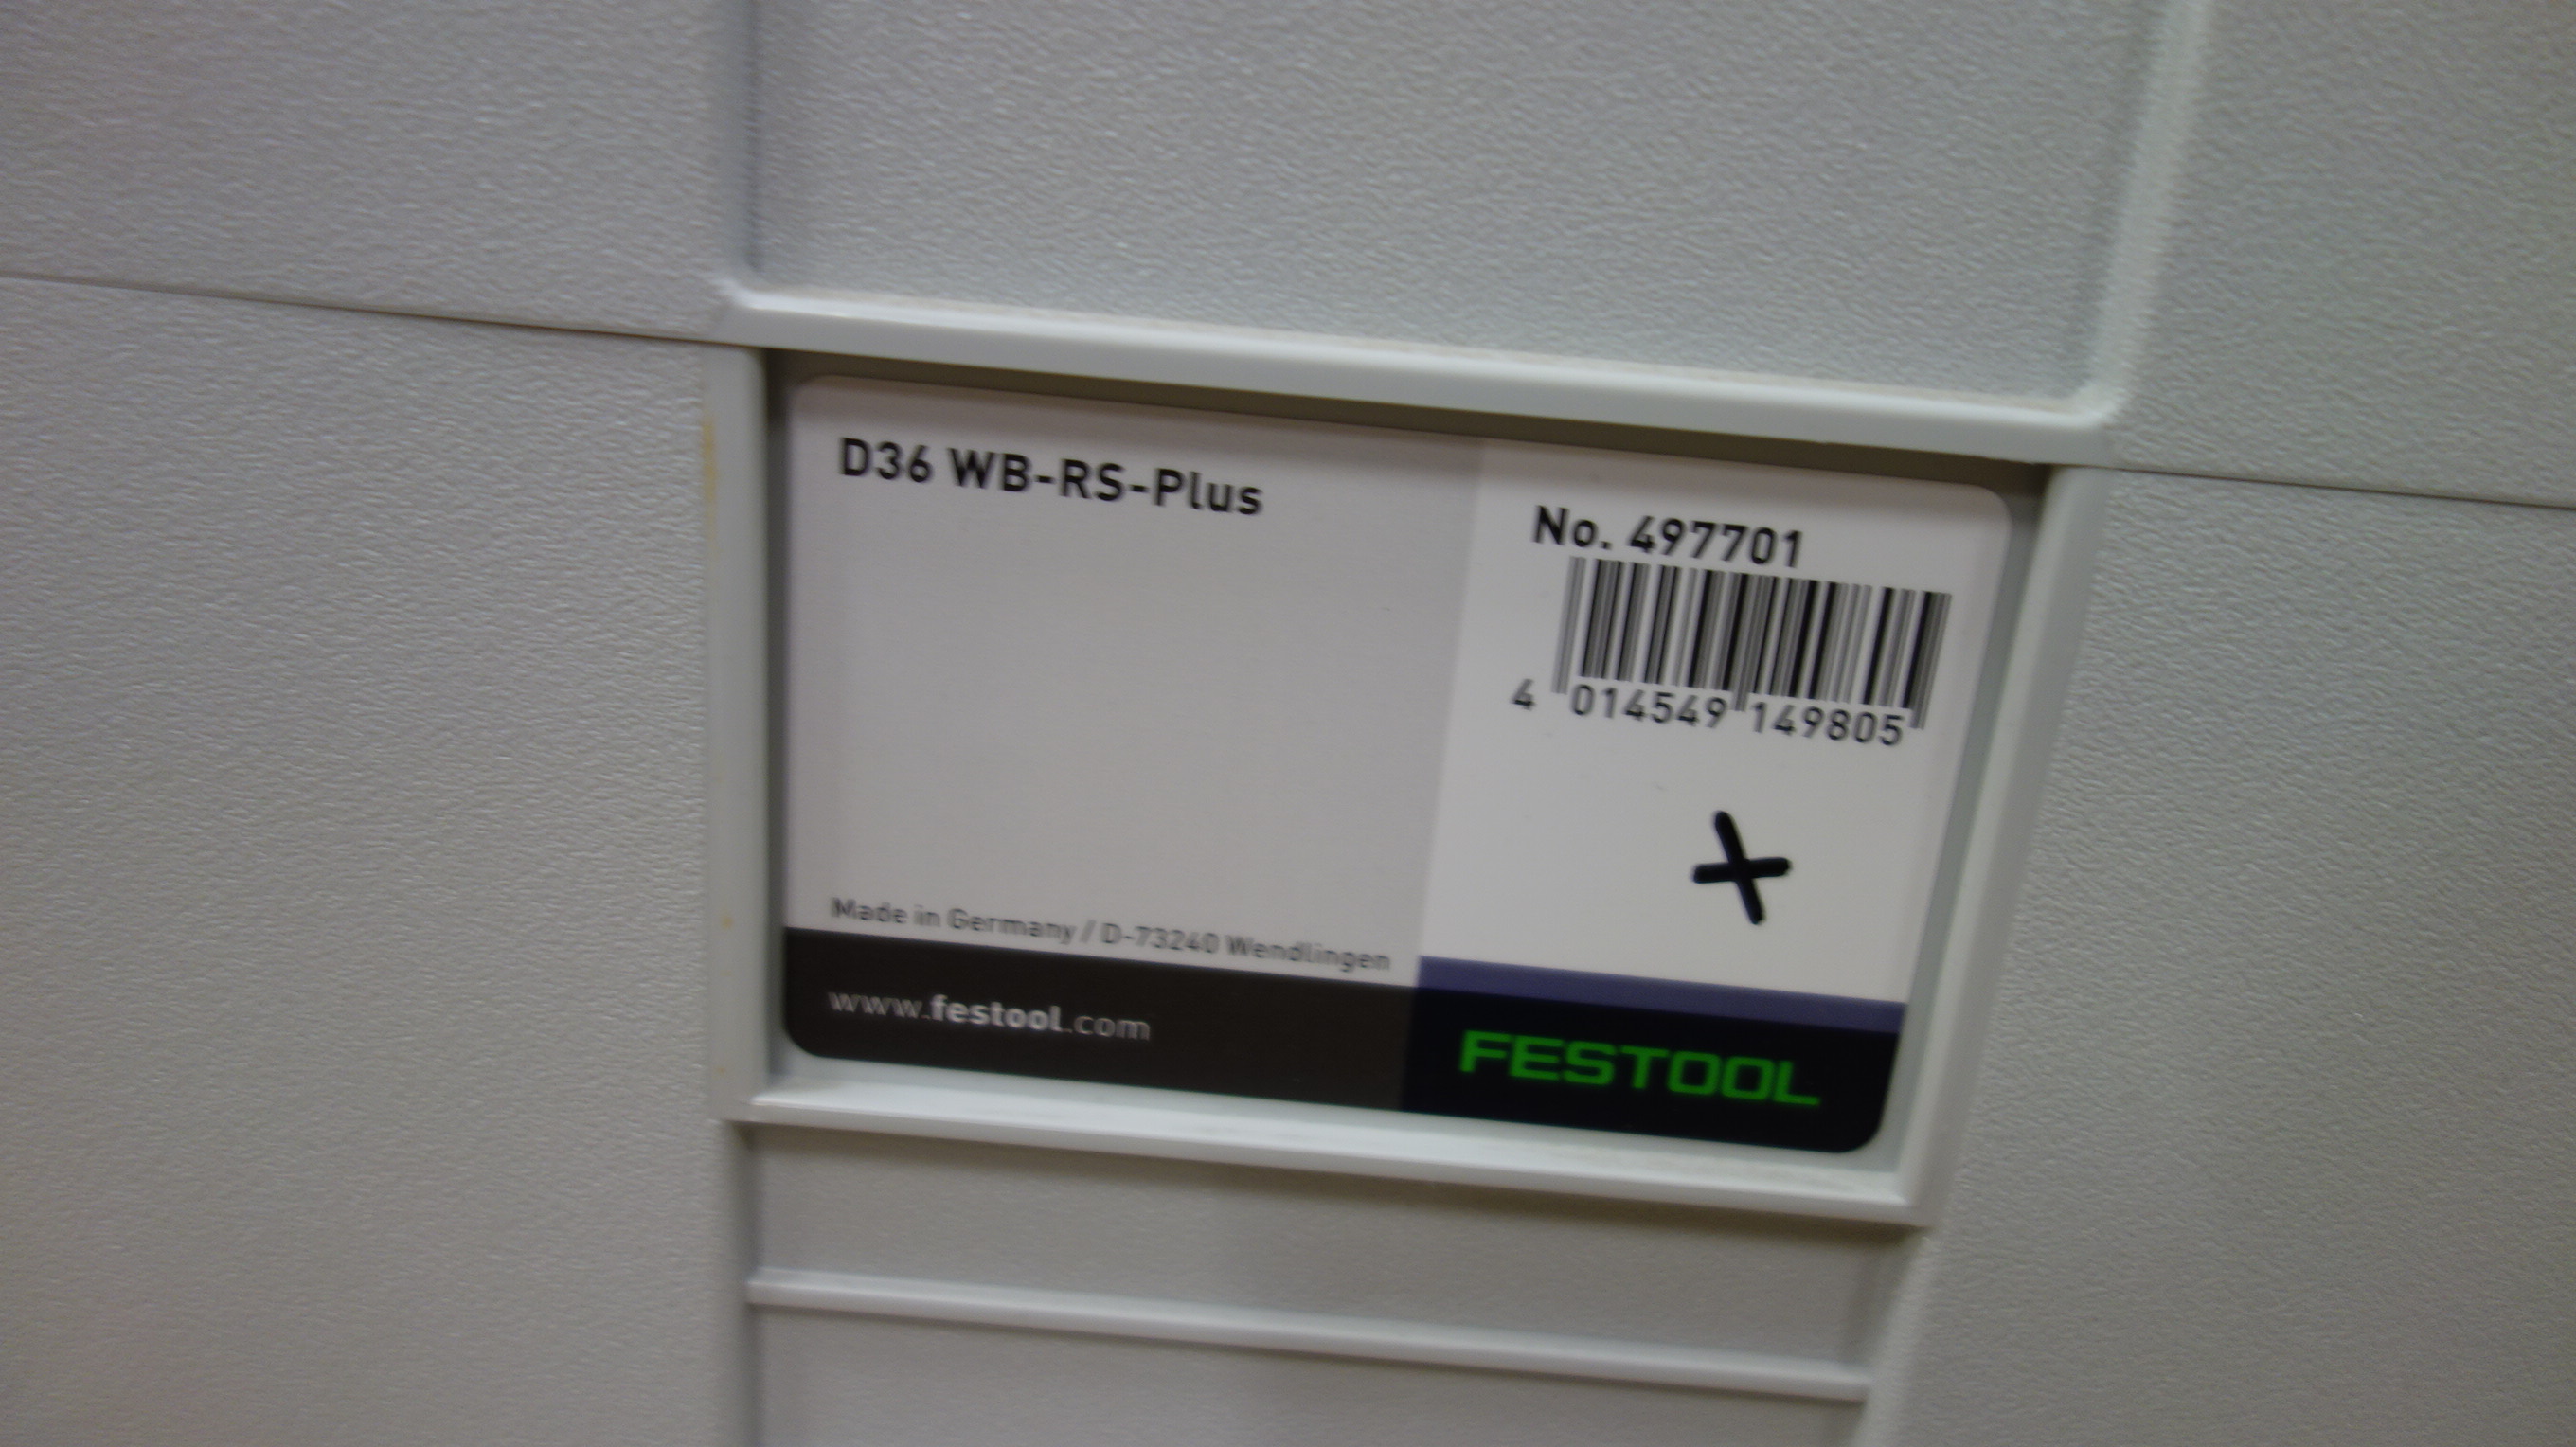 D36 WB-RS-Plus
No. 497701
4 014549 149805
Made in Germany / D-73240 Wendlingen
www.festool.com
FESTOOL